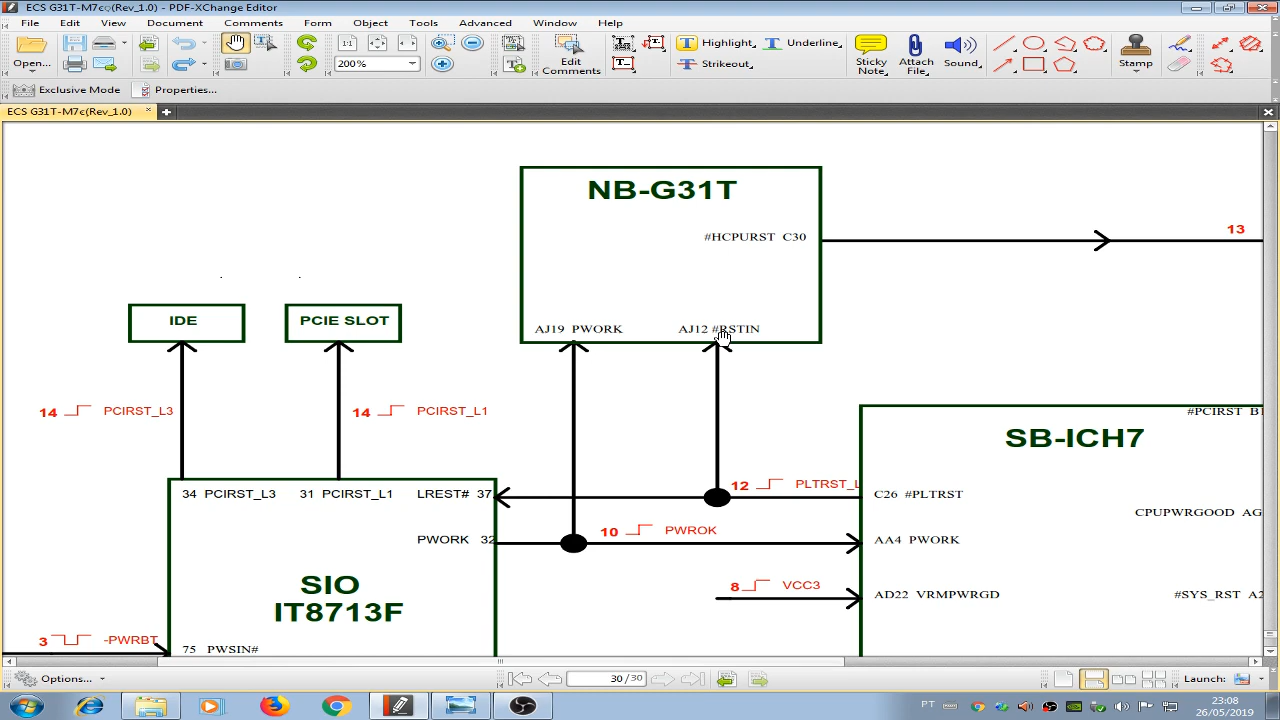 ECS G31T-M7c(Rev_1.0) - PDF-XChange Editor
File Edit View Document Comments Form Object Tools Advanced Window Help
Open...
200%
Edit Comments
Highlight
Strikeout
Underline
Sticky Note
Attach File
Sound
Stamp
Exclusive Mode Properties...
ECS G31T-M7c(Rev_1.0)
NB-G31T
#HCPURST C30
13
AJ19 PWORK AJ12 #RSTIN
IDE
PCIE SLOT
14 PCIRST_L3
14 PCIRST_L1
#PCIRST
SB-ICH7
34 PCIRST_L3 31 PCIRST_L1 LREST# 37
12 PLTRST_L
C26 #PLTRST
CPUPWRGOOD AG
PWORK 32
10 PWROK
AA4 PWORK
SIO
IT8713F
8 VCC3
AD22 VRMPWRGD
#SYS_RST
3 -PWRBT
75 PWSIN#
Options...
30/30
Launch:
PT
23:08
26/05/2019